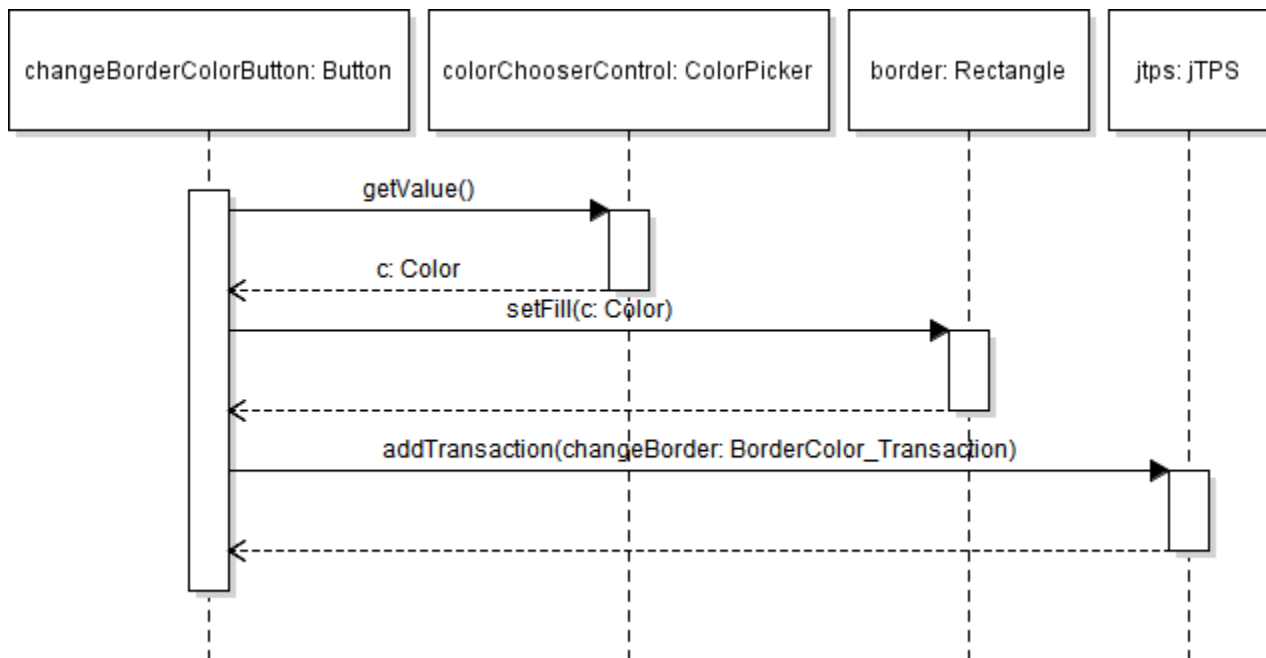 changeBorderColorButton: Button
colorChooserControl: ColorPicker
border: Rectangle
jtps: jTPS
getValue()
c: Color
setFill(c: Color)
addTransaction(changeBorder: BorderColor_Transaction)